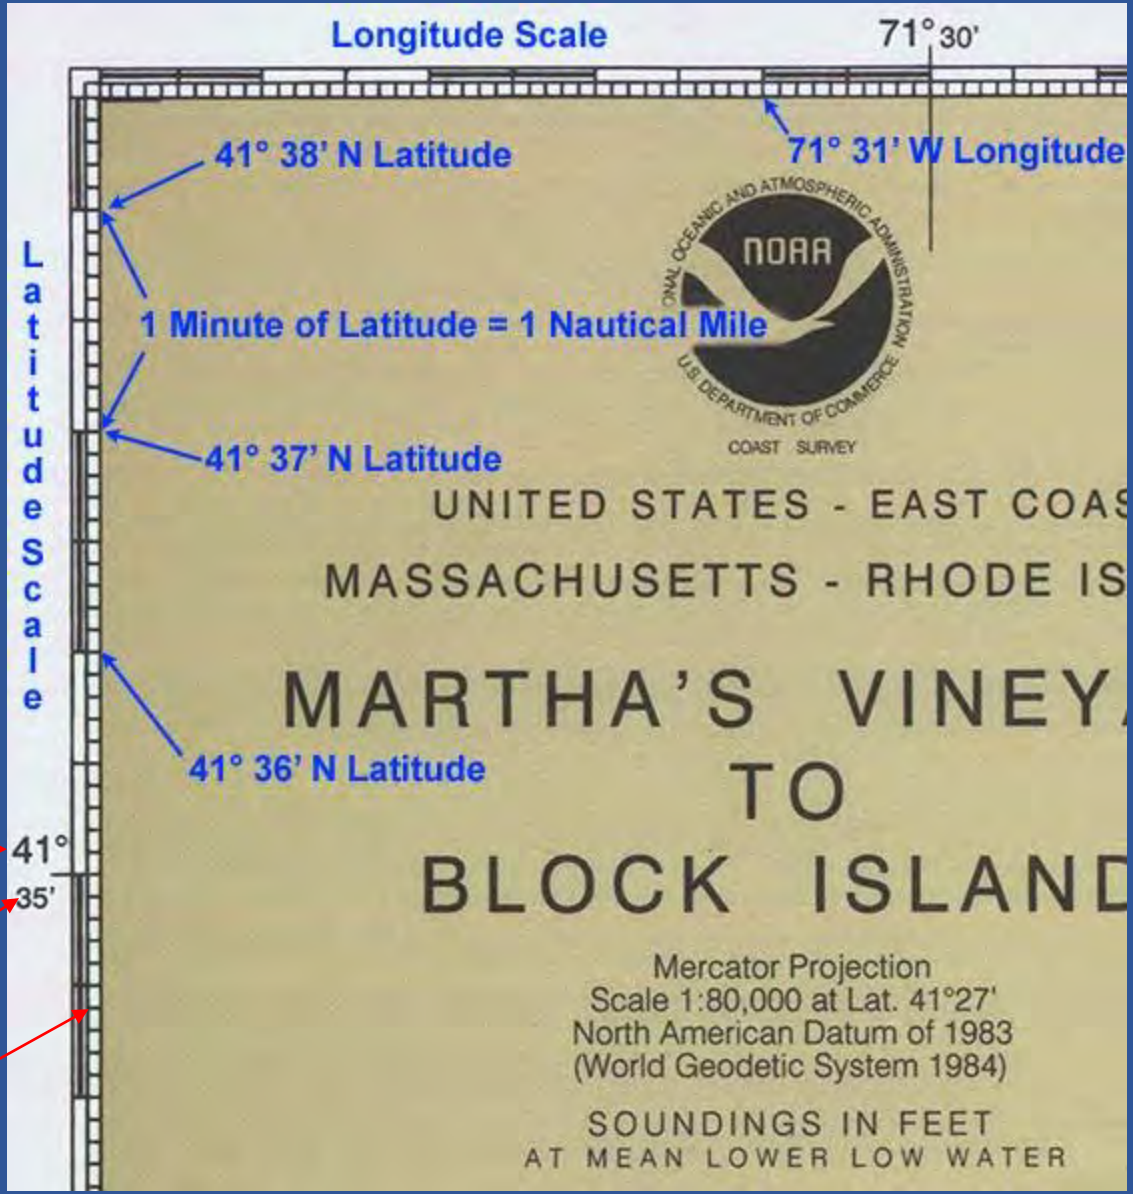 Longitude Scale
71° 30'
41° 38' N Latitude
71° 31' W Longitude
ONAL OCEANIC AND ATMOSPHERIC ADMINISTRATION
NOAA
Latitude Scale
1 Minute of Latitude = 1 Nautical Mile
U.S. DEPARTMENT OF COMMERCE
COAST SURVEY
41° 37' N Latitude
UNITED STATES - EAST COAS
MASSACHUSETTS - RHODE IS
MARTHA'S VINEYA
41° 36' N Latitude
TO
41°
35'
BLOCK ISLAND
Mercator Projection
Scale 1:80,000 at Lat. 41°27'
North American Datum of 1983
(World Geodetic System 1984)
SOUNDINGS IN FEET
AT MEAN LOWER LOW WATER